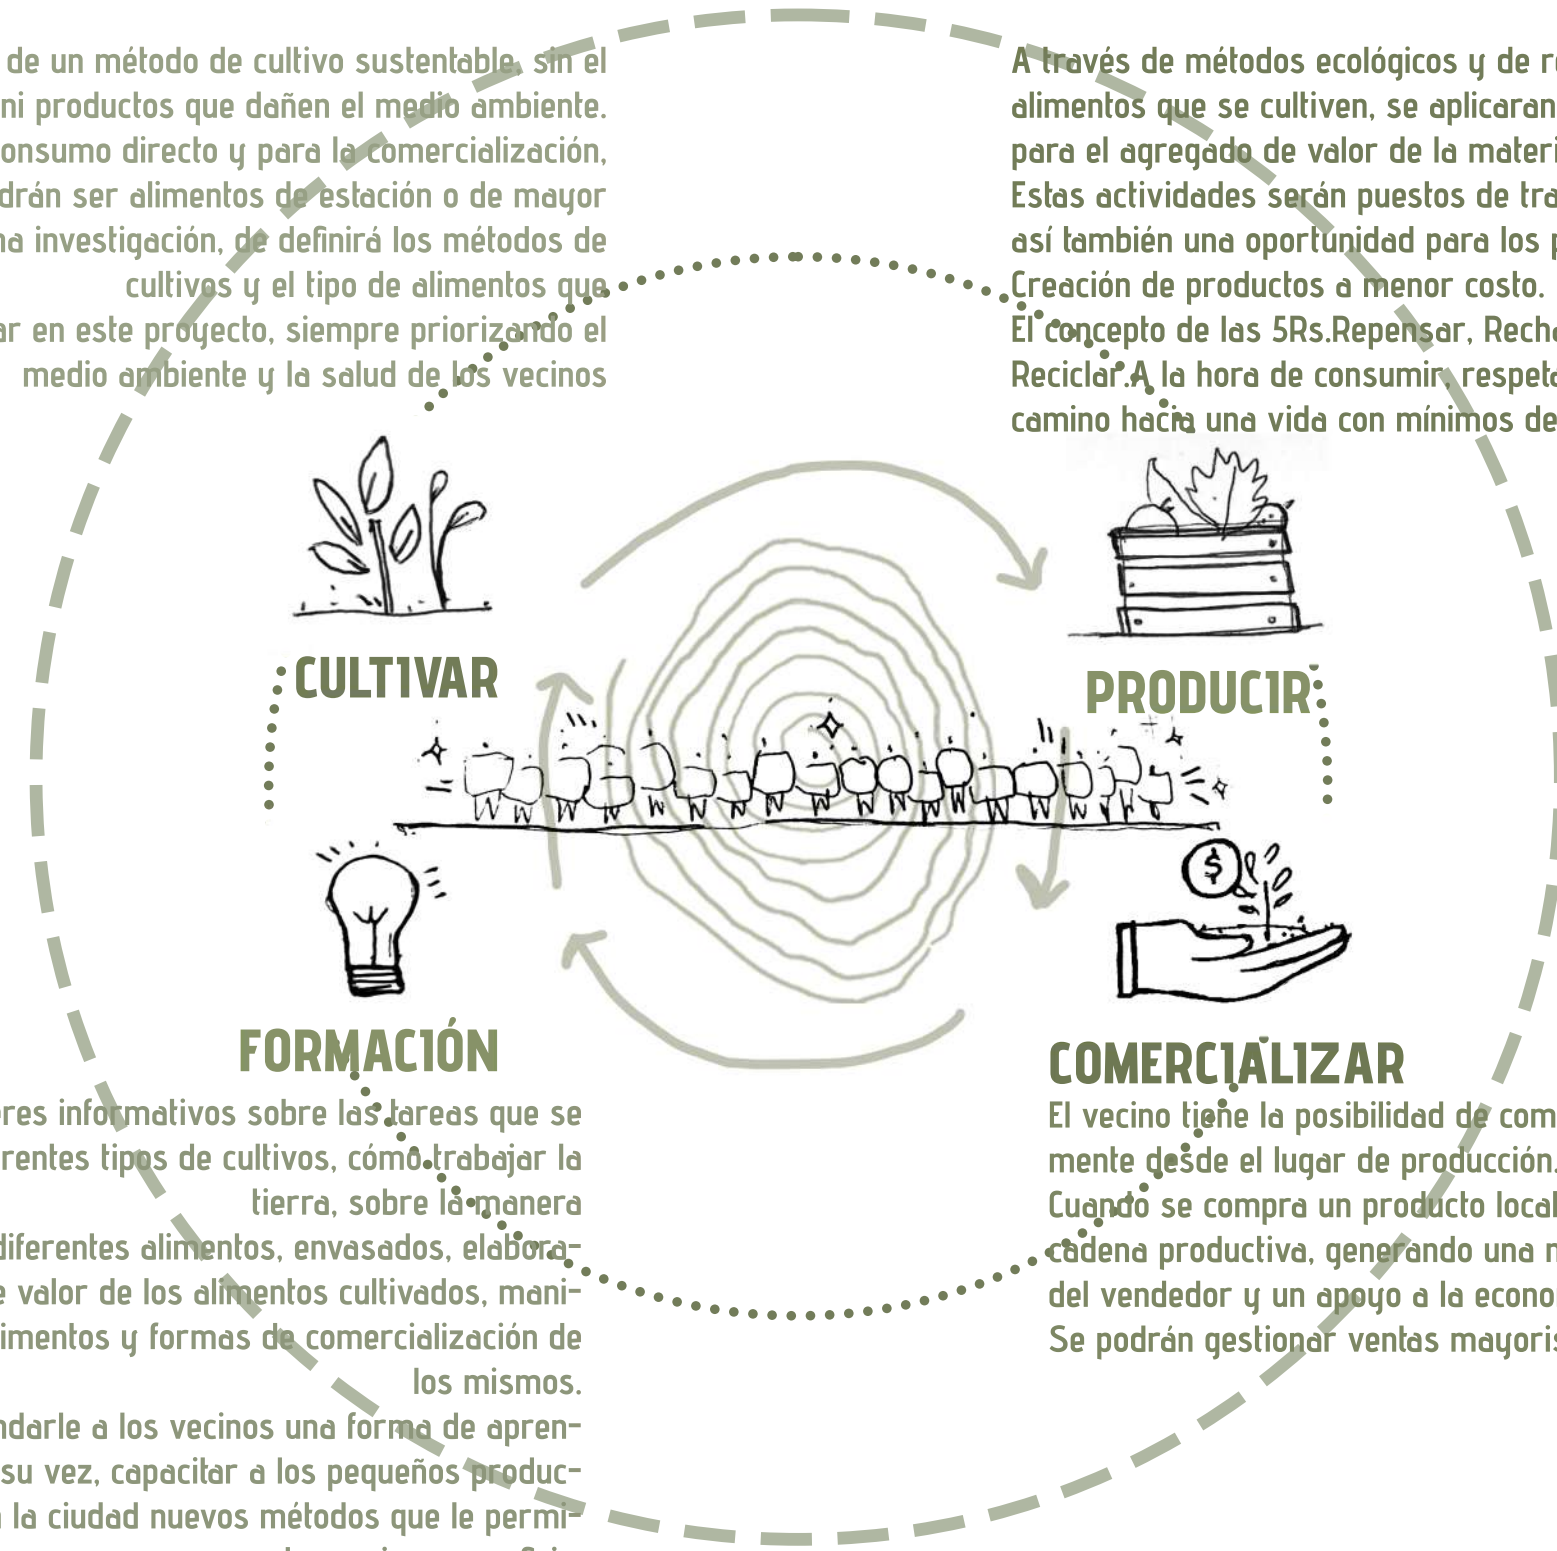 de un método de cultivo sustentable, sin el
ni productos que dañen el medio ambiente.
onsumo directo y para la comercialización,
drán ser alimentos de estación o de mayor
na investigación, de definirá los métodos de
cultivos y el tipo de alimentos que
ar en este proyecto, siempre priorizando el
medio ambiente y la salud de los vecinos
A través de métodos ecológicos y de r
alimentos que se cultiven, se aplicaran
para el agregado de valor de la materi
Estas actividades serán puestos de tra
así también una oportunidad para los p
Creación de productos a menor costo.
El concepto de las 5Rs.Repensar, Recha
Reciclar.A la hora de consumir, respeta
camino hacia una vida con mínimos de
CULTIVAR
PRODUCIR
$
FORMACIÓN
eres informativos sobre las tareas que se
rentes tipos de cultivos, cómo trabajar la
tierra, sobre la manera
diferentes alimentos, envasados, elabora-
e valor de los alimentos cultivados, mani-
imentos y formas de comercialización de
los mismos.
ndarle a los vecinos una forma de apren-
su vez, capacitar a los pequeños produc-
la ciudad nuevos métodos que le permi-
COMERCIALIZAR
El vecino tiene la posibilidad de com
mente desde el lugar de producción.
Cuando se compra un producto local
cadena productiva, generando una
del vendedor y un apoyo a la econo
Se podrán gestionar ventas mayoris